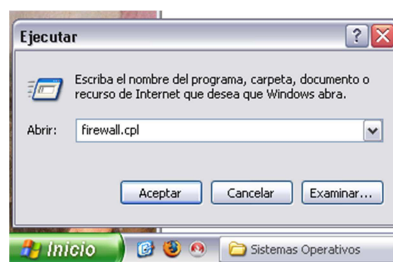 Ejecutar
Escriba el nombre del programa, carpeta, documento o
recurso de Internet que desea que Windows abra.
Abrir: firewall.cpl
Aceptar Cancelar Examinar...
Inicio Sistemas Operativos